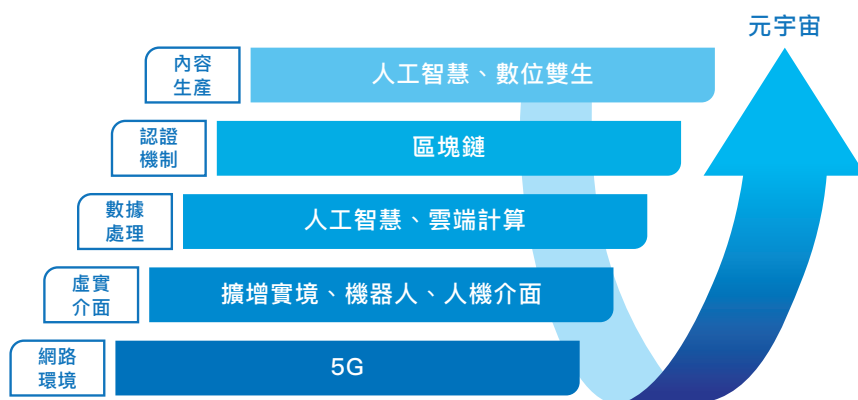 元宇宙
內容
生產
人工智慧、數位雙生
認證
機制
區塊鏈
數據
處理
人工智慧、雲端計算
虛實
介面
擴增實境、機器人、人機介面
網路
環境
5G